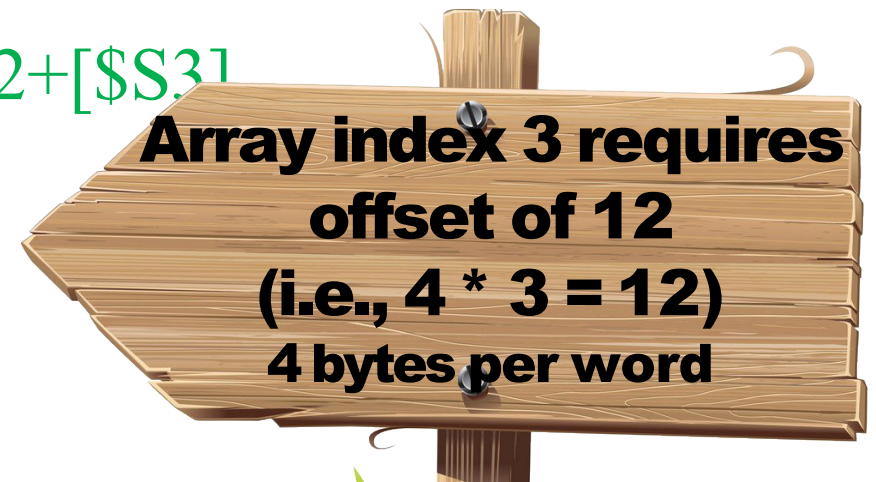 2+[$S3]
Array index 3 requires
offset of 12
(i.e., 4 * 3 = 12)
4 bytes per word